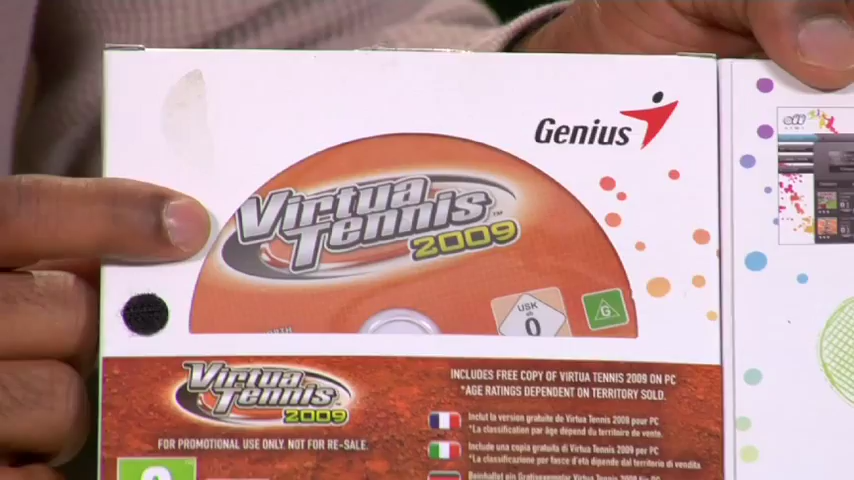 Genius
Virtua
Tennis™
2009
USK
ab
0
G
Virtua
Tennis
2009
FOR PROMOTIONAL USE ONLY. NOT FOR RE-SALE.
INCLUDES FREE COPY OF VIRTUA TENNIS 2009 ON PC
*AGE RATINGS DEPENDENT ON TERRITORY SOLD.
Inclut la version gratuite de Virtua Tennis 2009 pour PC
*La classification par âge dépend du territoire de vente.
Include una copia gratuita di Virtua Tennis 2009 per PC
*La classificazione per fasce d'età dipende dal territorio di vendita